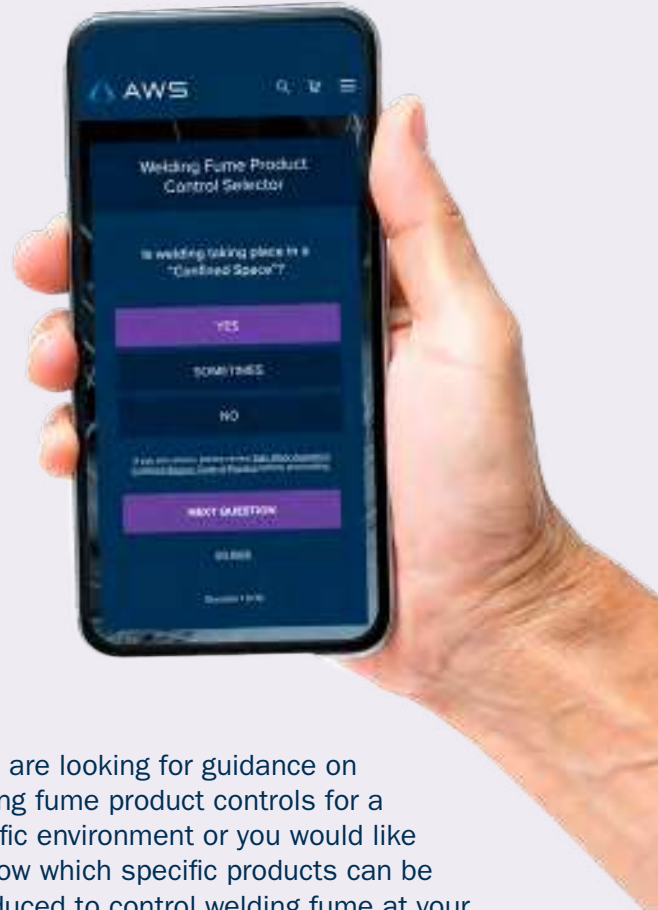 AWS
Welding Fume Product
Control Selector
Is welding taking place in a
"Confined Space"?
YES
SOMETIMES
NO
NEXT QUESTION
are looking for guidance on
ng fume product controls for a
fic environment or you would like
ow which specific products can be
duced to control welding fume at your